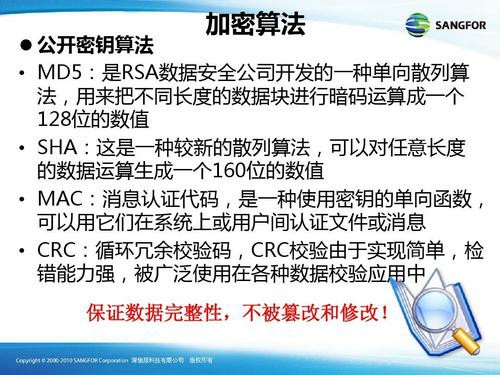 加密算法
SANGFOR
● 公开密钥算法
• MD5：是RSA数据安全公司开发的一种单向散列算
法，用来把不同长度的数据块进行暗码运算成一个
128位的数值
• SHA：这是一种较新的散列算法，可以对任意长度
的数据运算生成一个160位的数值
• MAC：消息认证代码，是一种使用密钥的单向函数，
可以用它们在系统上或用户间认证文件或消息
• CRC：循环冗余校验码，CRC校验由于实现简单，检
错能力强，被广泛使用在各种数据校验应用中
保证数据完整性，不被篡改和修改！
Copyright © 2000-2010 SANGFOR Corporation 深信服科技有限公司 版权所有